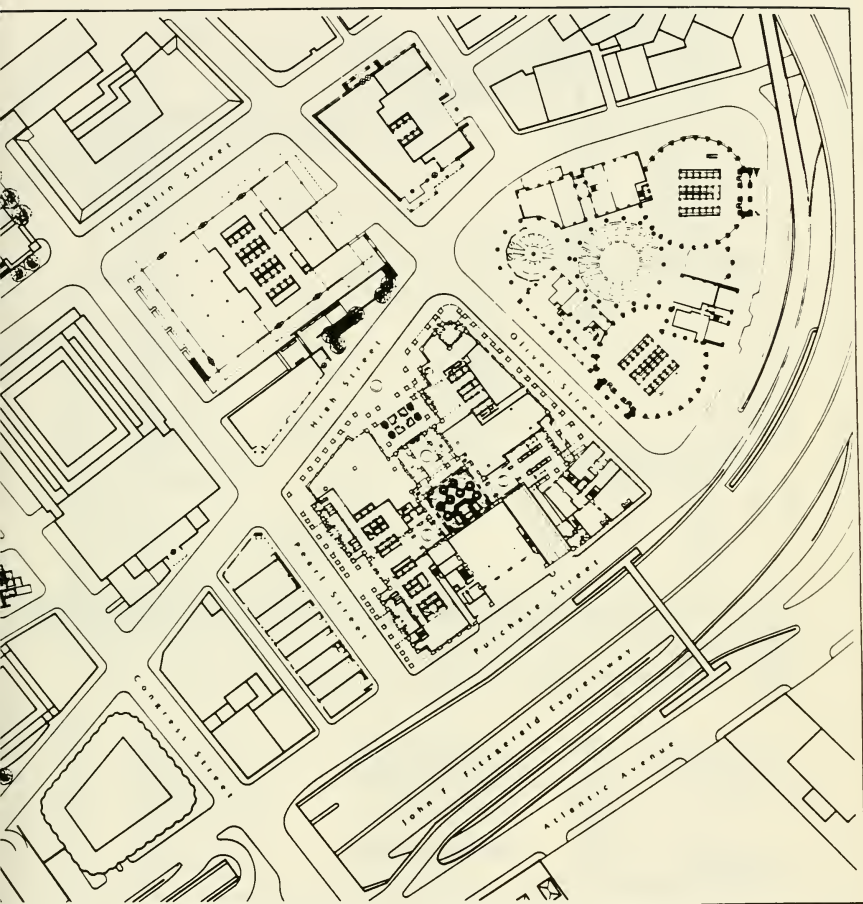 Franklin Street
High Street
Oliver Street
Pearl Street
Purchase Street
Congress Street
John F. Fitzgerald Expressway
Atlantic Avenue